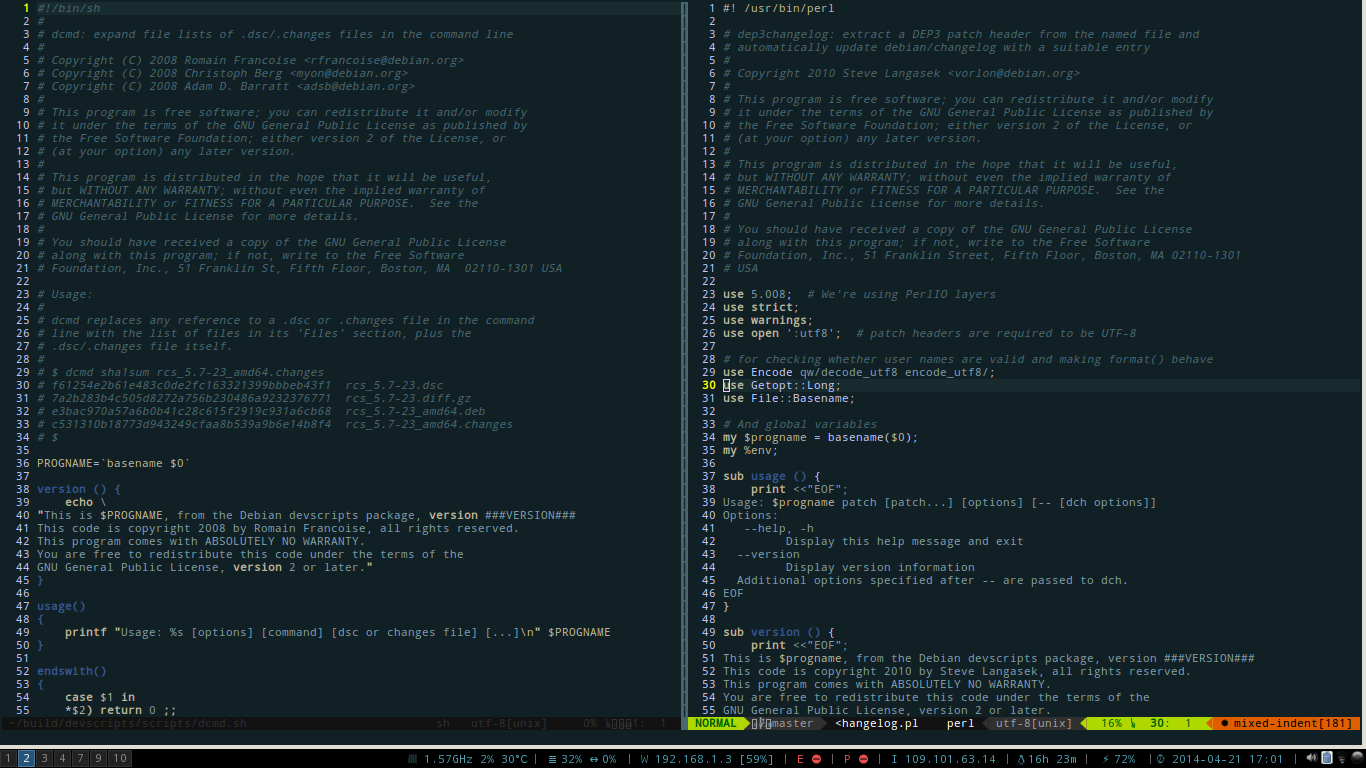 1 #!/bin/sh
2 #
3 # dcmd: expand file lists of .dsc/.changes files in the command line
4 #
5 # Copyright (C) 2008 Romain Francoise <rfrancoise@debian.org>
6 # Copyright (C) 2008 Christoph Berg <myon@debian.org>
7 # Copyright (C) 2008 Adam D. Barratt <adsb@debian.org>
8 #
9 # This program is free software; you can redistribute it and/or modify
10 # it under the terms of the GNU General Public License as published by
11 # the Free Software Foundation; either version 2 of the License, or
12 # (at your option) any later version.
13 #
14 # This program is distributed in the hope that it will be useful,
15 # but WITHOUT ANY WARRANTY; without even the implied warranty of
16 # MERCHANTABILITY or FITNESS FOR A PARTICULAR PURPOSE.  See the
17 # GNU General Public License for more details.
18 #
19 # You should have received a copy of the GNU General Public License
20 # along with this program; if not, write to the Free Software
21 # Foundation, Inc., 51 Franklin St, Fifth Floor, Boston, MA  02110-1301 USA
22
23 # Usage:
24 #
25 # dcmd replaces any reference to a .dsc or .changes file in the command
26 # line with the list of files in its 'Files' section, plus the
27 # .dsc/.changes file itself.
28 #
29 # $ dcmd sha1sum rcs_5.7-23_amd64.changes
30 # f61254e2b61e483c0de2fc163321399bbbeb43f1  rcs_5.7-23.dsc
31 # 7a2b283b4c505d8272a756b230486a9232376771  rcs_5.7-23.diff.gz
32 # e3bac970a57a6b0b41c28c615f2919c931a6cb68  rcs_5.7-23_amd64.deb
33 # c531310b18773d943249cfaa8b539a9b6e14b8f4  rcs_5.7-23_amd64.changes
34 # $
35
36 PROGNAME=`basename $0`
37
38 version () {
39     echo \
40 "This is $PROGNAME, from the Debian devscripts package, version ###VERSION###
41 This code is copyright 2008 by Romain Francoise, all rights reserved.
42 This program comes with ABSOLUTELY NO WARRANTY.
43 You are free to redistribute this code under the terms of the
44 GNU General Public License, version 2 or later."
45 }
46
47 usage()
48 {
49     printf "Usage: %s [options] [command] [dsc or changes file] [...]\n" $PROGNAME
50 }
51
52 endswith()
53 {
54     case $1 in
55     *$2) return 0 ;;
~/build/devscripts/scripts/dcmd.sh sh utf-8[unix] 0% 1: 1
1 #! /usr/bin/perl
2
3 # dep3changelog: extract a DEP3 patch header from the named file and
4 # automatically update debian/changelog with a suitable entry
5 #
6 # Copyright 2010 Steve Langasek <vorlon@debian.org>
7 #
8 # This program is free software; you can redistribute it and/or modify
9 # it under the terms of the GNU General Public License as published by
10 # the Free Software Foundation; either version 2 of the License, or
11 # (at your option) any later version.
12 #
13 # This program is distributed in the hope that it will be useful,
14 # but WITHOUT ANY WARRANTY; without even the implied warranty of
15 # MERCHANTABILITY or FITNESS FOR A PARTICULAR PURPOSE.  See the
16 # GNU General Public License for more details.
17 #
18 # You should have received a copy of the GNU General Public License
19 # along with this program; if not, write to the Free Software
20 # Foundation, Inc., 51 Franklin Street, Fifth Floor, Boston, MA 02110-1301
21 # USA
22
23 use 5.008;  # We're using PerlIO layers
24 use strict;
25 use warnings;
26 use open ':utf8';  # patch headers are required to be UTF-8
27
28 # for checking whether user names are valid and making format() behave
29 use Encode qw/decode_utf8 encode_utf8/;
30 use Getopt::Long;
31 use File::Basename;
32
33 # And global variables
34 my $progname = basename($0);
35 my %env;
36
37 sub usage () {
38     print <<"EOF";
39 Usage: $progname patch [patch...] [options] [-- [dch options]]
40 Options:
41    --help, -h
42          Display this help message and exit
43   --version
44          Display version information
45   Additional options specified after -- are passed to dch.
46 EOF
47 }
48
49 sub version () {
50     print <<"EOF";
51 This is $progname, from the Debian devscripts package, version ###VERSION###
52 This code is copyright 2010 by Steve Langasek, all rights reserved.
53 This program comes with ABSOLUTELY NO WARRANTY.
54 You are free to redistribute this code under the terms of the
55 GNU General Public License, version 2 or later.
NORMAL master <hangelog.pl perl utf-8[unix] 16% 30: 1 mixed-indent[181]
1 2 3 4 7 9 10 1.57GHz 2% 30°C | 32% ↔ 0% | W 192.168.1.3 [59%] | E | P | I 109.101.63.14 | 16h 23m | 72% | 2014-04-21 17:01 |